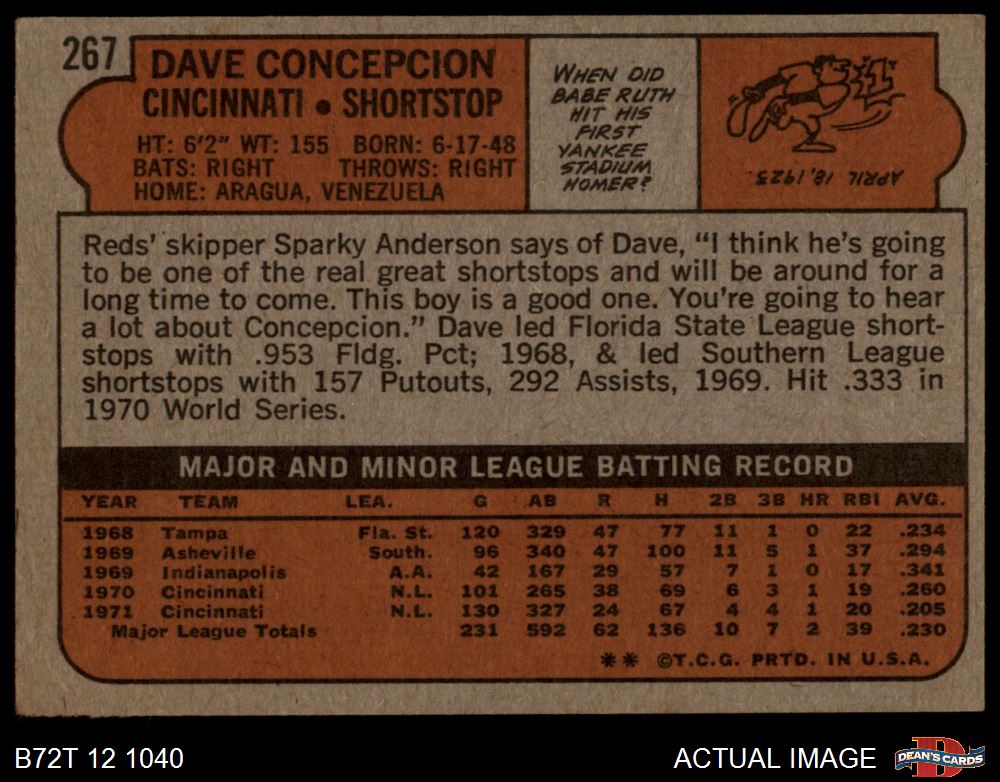 267
DAVE CONCEPCION
CINCINNATI • SHORTSTOP
HT: 6'2" WT: 155 BORN: 6-17-48
BATS: RIGHT THROWS: RIGHT
HOME: ARAGUA, VENEZUELA
WHEN DID
BABE RUTH
HIT HIS
FIRST
YANKEE
STADIUM
HOMER?
APRIL 18, 1923.
Reds' skipper Sparky Anderson says of Dave, "I think he's going
to be one of the real great shortstops and will be around for a
long time to come. This boy is a good one. You're going to hear
a lot about Concepcion." Dave led Florida State League short-
stops with .953 Fldg. Pct; 1968, & led Southern League
shortstops with 157 Putouts, 292 Assists, 1969. Hit .333 in
1970 World Series.
MAJOR AND MINOR LEAGUE BATTING RECORD
YEAR TEAM LEA. G AB R H 2B 3B HR RBI AVG.
1968 Tampa Fla. St. 120 329 47 77 11 1 0 22 .234
1969 Asheville South. 96 340 47 100 11 5 1 37 .294
1969 Indianapolis A.A. 42 167 29 57 7 1 0 17 .341
1970 Cincinnati N.L. 101 265 38 69 6 3 1 19 .260
1971 Cincinnati N.L. 130 327 24 67 4 4 1 20 .205
Major League Totals 231 592 62 136 10 7 2 39 .230
** ©T.C.G. PRTD. IN U.S.A.
B72T 12 1040
ACTUAL IMAGE
D
DEAN'S CARDS